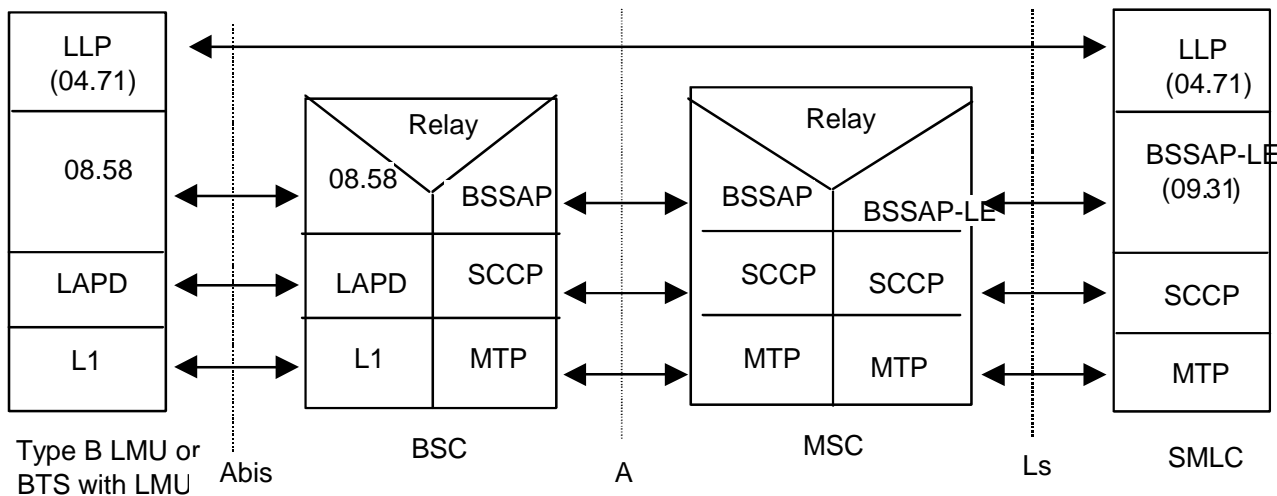 LLP
(04.71)
08.58
LAPD
L1
Type B LMU or
BTS with LMU
Abis
Relay
08.58
BSSAP
LAPD
SCCP
L1
MTP
BSC
A
Relay
BSSAP
BSSAP-LE
SCCP
SCCP
MTP
MTP
MSC
Ls
LLP
(04.71)
BSSAP-LE
(09.31)
SCCP
MTP
SMLC